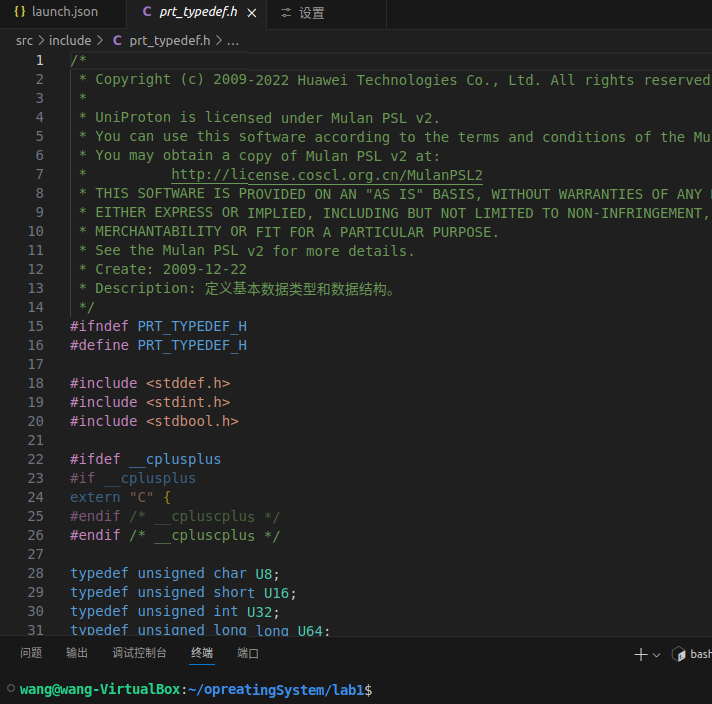 {} launch.json C prt_typedef.h × 设置
src > include > C prt_typedef.h > ...
1 /*
2 * Copyright (c) 2009-2022 Huawei Technologies Co., Ltd. All rights reserved
3 *
4 * UniProton is licensed under Mulan PSL v2.
5 * You can use this software according to the terms and conditions of the Mu
6 * You may obtain a copy of Mulan PSL v2 at:
7 * http://license.coscl.org.cn/MulanPSL2
8 * THIS SOFTWARE IS PROVIDED ON AN "AS IS" BASIS, WITHOUT WARRANTIES OF ANY
9 * EITHER EXPRESS OR IMPLIED, INCLUDING BUT NOT LIMITED TO NON-INFRINGEMENT,
10 * MERCHANTABILITY OR FIT FOR A PARTICULAR PURPOSE.
11 * See the Mulan PSL v2 for more details.
12 * Create: 2009-12-22
13 * Description: 定义基本数据类型和数据结构。
14 */
15 #ifndef PRT_TYPEDEF_H
16 #define PRT_TYPEDEF_H
17
18 #include <stddef.h>
19 #include <stdint.h>
20 #include <stdbool.h>
21
22 #ifdef __cplusplus
23 #if __cplusplus
24 extern "C" {
25 #endif /* __cpluscplus */
26 #endif /* __cpluscplus */
27
28 typedef unsigned char U8;
29 typedef unsigned short U16;
30 typedef unsigned int U32;
31 typedef unsigned long long U64;
问题 输出 调试控制台 终端 端口 bash
wang@wang-VirtualBox:~/opreatingSystem/lab1$